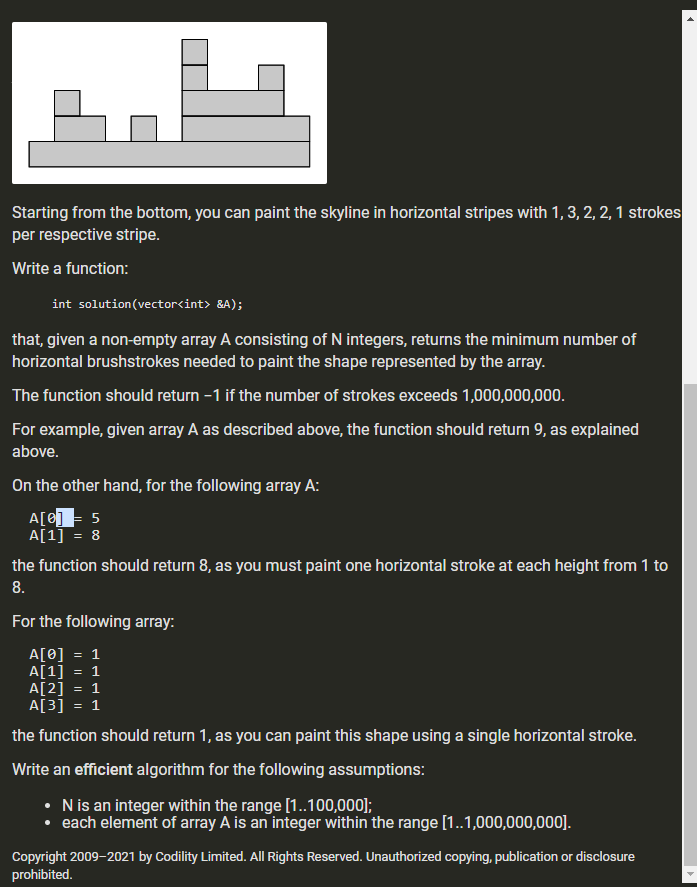 Starting from the bottom, you can paint the skyline in horizontal stripes with 1, 3, 2, 2, 1 strokes
per respective stripe.
Write a function:
int solution(vector<int> &A);
that, given a non-empty array A consisting of N integers, returns the minimum number of
horizontal brushstrokes needed to paint the shape represented by the array.
The function should return −1 if the number of strokes exceeds 1,000,000,000.
For example, given array A as described above, the function should return 9, as explained
above.
On the other hand, for the following array A:
A[0] = 5
A[1] = 8
the function should return 8, as you must paint one horizontal stroke at each height from 1 to
8.
For the following array:
A[0] = 1
A[1] = 1
A[2] = 1
A[3] = 1
the function should return 1, as you can paint this shape using a single horizontal stroke.
Write an efficient algorithm for the following assumptions:
• N is an integer within the range [1..100,000];
• each element of array A is an integer within the range [1..1,000,000,000].
Copyright 2009–2021 by Codility Limited. All Rights Reserved. Unauthorized copying, publication or disclosure
prohibited.